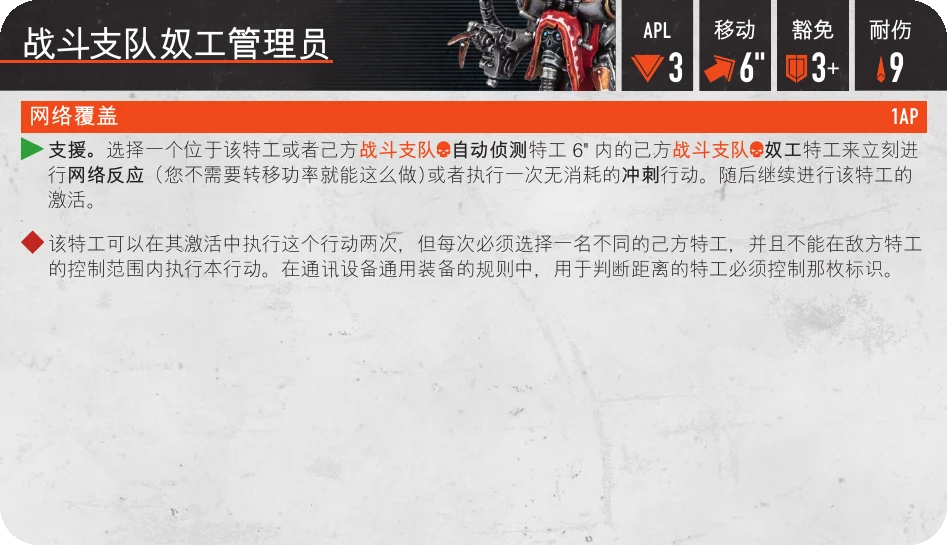 战斗支队奴工管理员
APL 移动 豁免 耐伤
3 6" 3+ 9
网络覆盖 1AP
支援。选择一个位于该特工或者己方战斗支队自动侦测特工 6" 内的己方战斗支队奴工特工来立刻进
行网络反应（您不需要转移功率就能这么做）或者执行一次无消耗的冲刺行动。随后继续进行该特工的
激活。
该特工可以在其激活中执行这个行动两次，但每次必须选择一名不同的己方特工，并且不能在敌方特工
的控制范围内执行本行动。在通讯设备通用装备的规则中，用于判断距离的特工必须控制那枚标识。